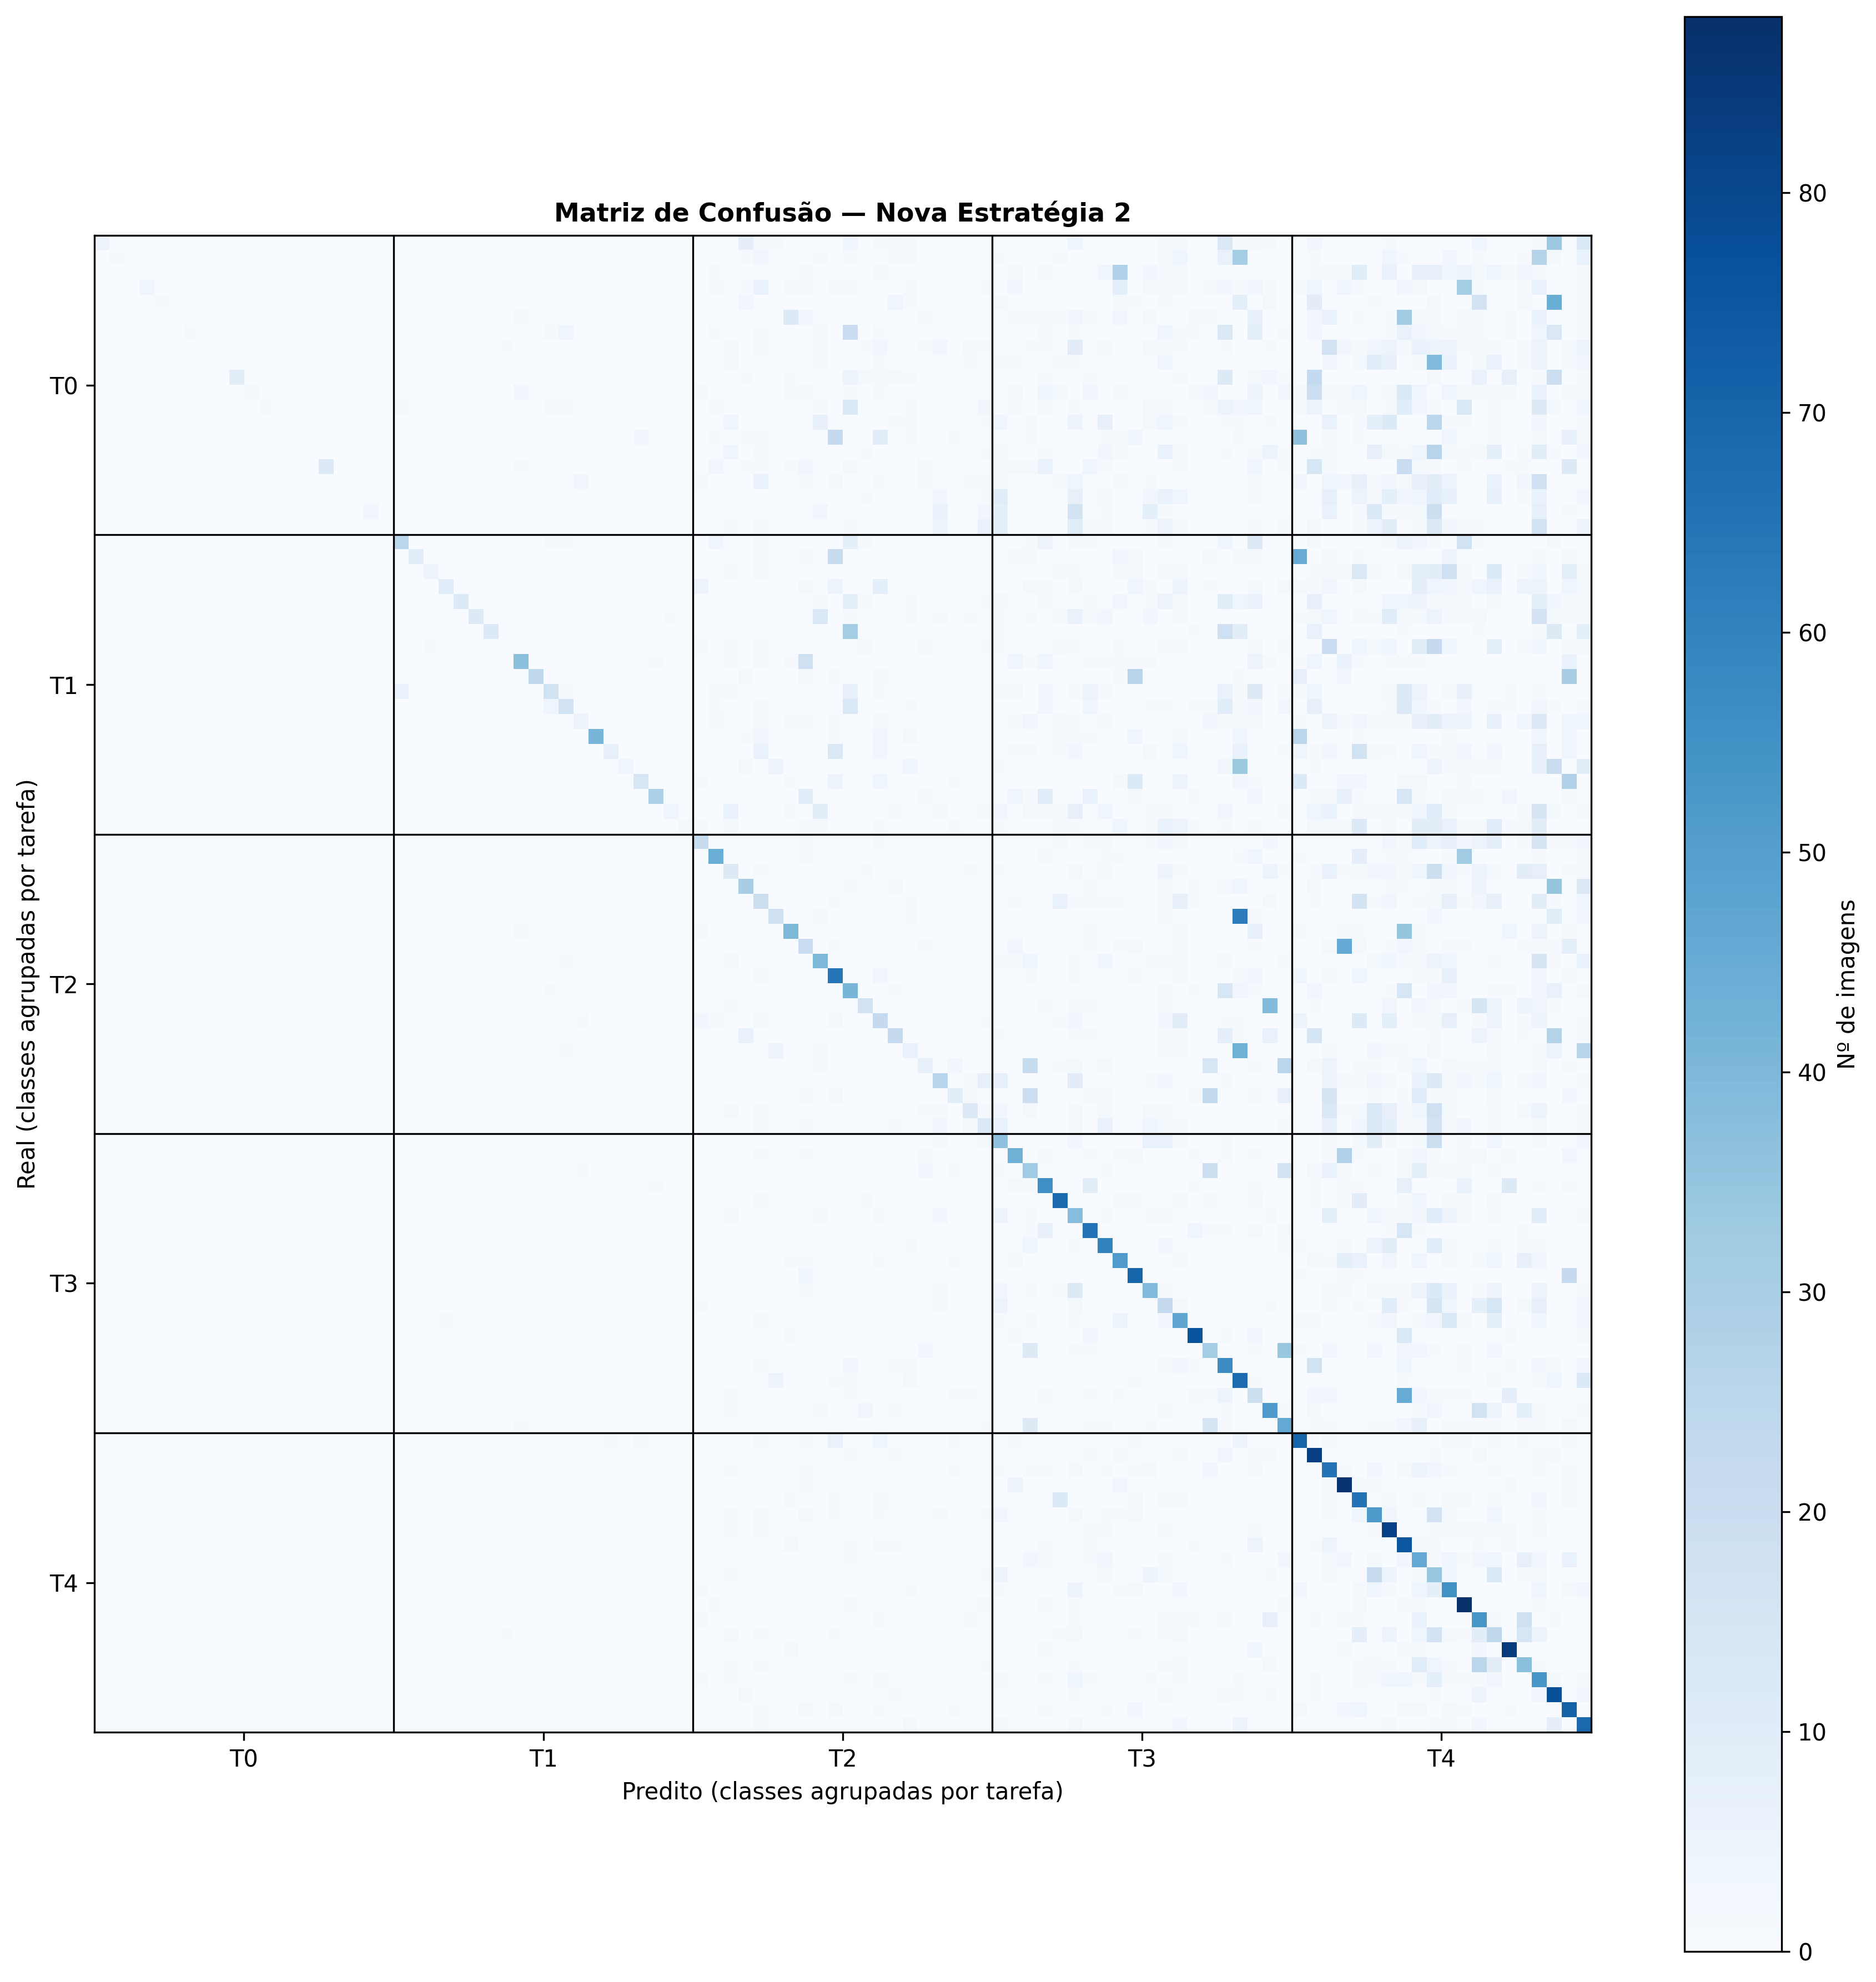 Matriz de Confusão — Nova Estratégia 2
Real (classes agrupadas por tarefa)
T0
T1
T2
T3
T4
T0
T1
T2
T3
T4
Predito (classes agrupadas por tarefa)
80
70
60
50
40
30
20
10
0
Nº de imagens